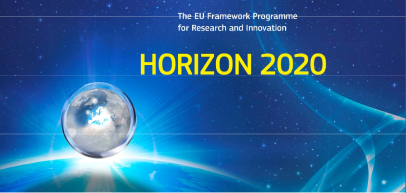 The EU Framework Programme
for Research and Innovation
HORIZON 2020